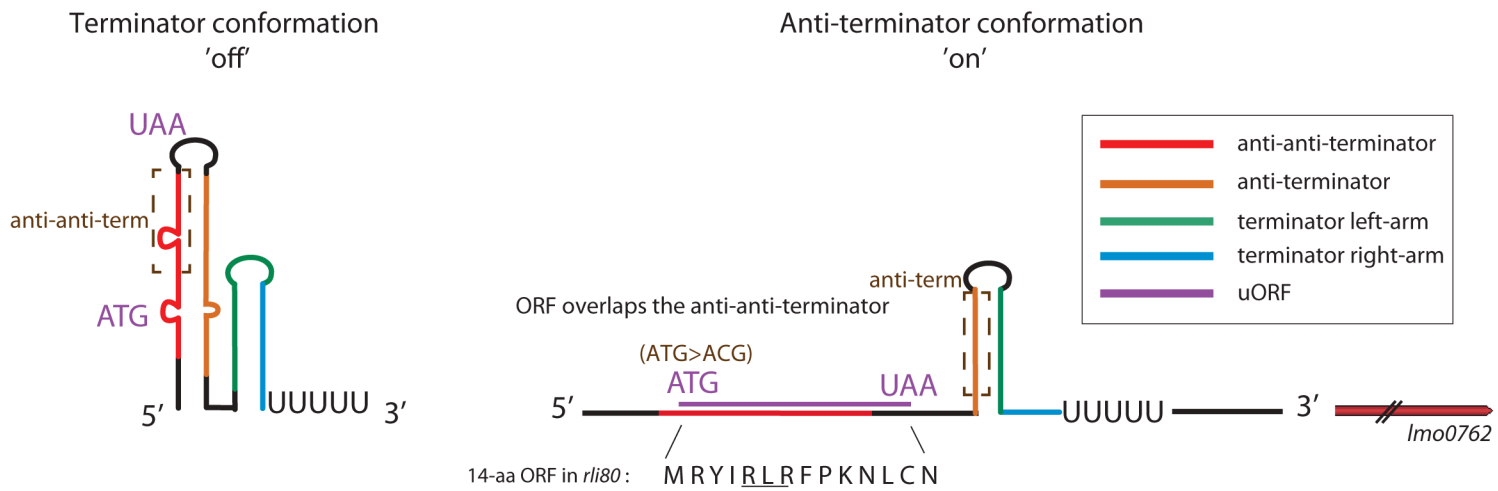 Terminator conformation
'off'
UAA
anti-anti-term
ATG
5'
UUUUU
3'
Anti-terminator conformation
'on'
anti-term
ORF overlaps the anti-anti-terminator
(ATG>ACG)
ATG
UAA
5'
UUUUU
3'
lmo0762
14-aa ORF in rli80 :
MRYIRLRFPKNLCN
anti-anti-terminator
anti-terminator
terminator left-arm
terminator right-arm
uORF